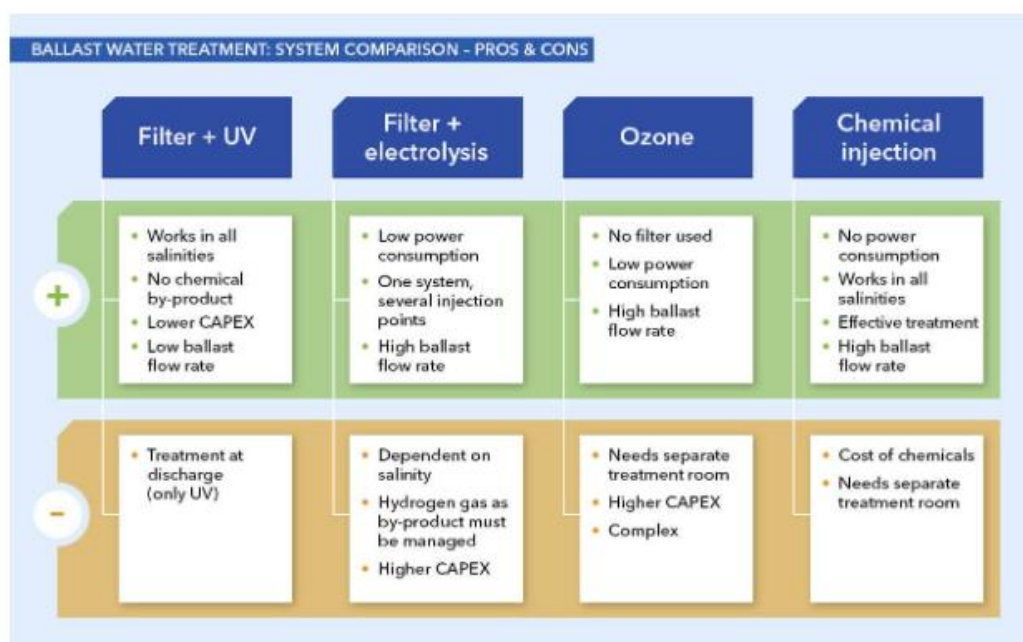 BALLAST WATER TREATMENT: SYSTEM COMPARISON – PROS & CONS
Filter + UV
Filter +
electrolysis
Ozone
Chemical
injection
+
• Works in all
salinities
• No chemical
by-product
• Lower CAPEX
• Low ballast
flow rate
• Low power
consumption
• One system,
several injection
points
• High ballast
flow rate
• No filter used
• Low power
consumption
• High ballast
flow rate
• No power
consumption
• Works in all
salinities
• Effective treatment
• High ballast
flow rate
-
• Treatment at
discharge
(only UV)
• Dependent on
salinity
• Hydrogen gas as
by-product must
be managed
• Higher CAPEX
• Needs separate
treatment room
• Higher CAPEX
• Complex
• Cost of chemicals
• Needs separate
treatment room